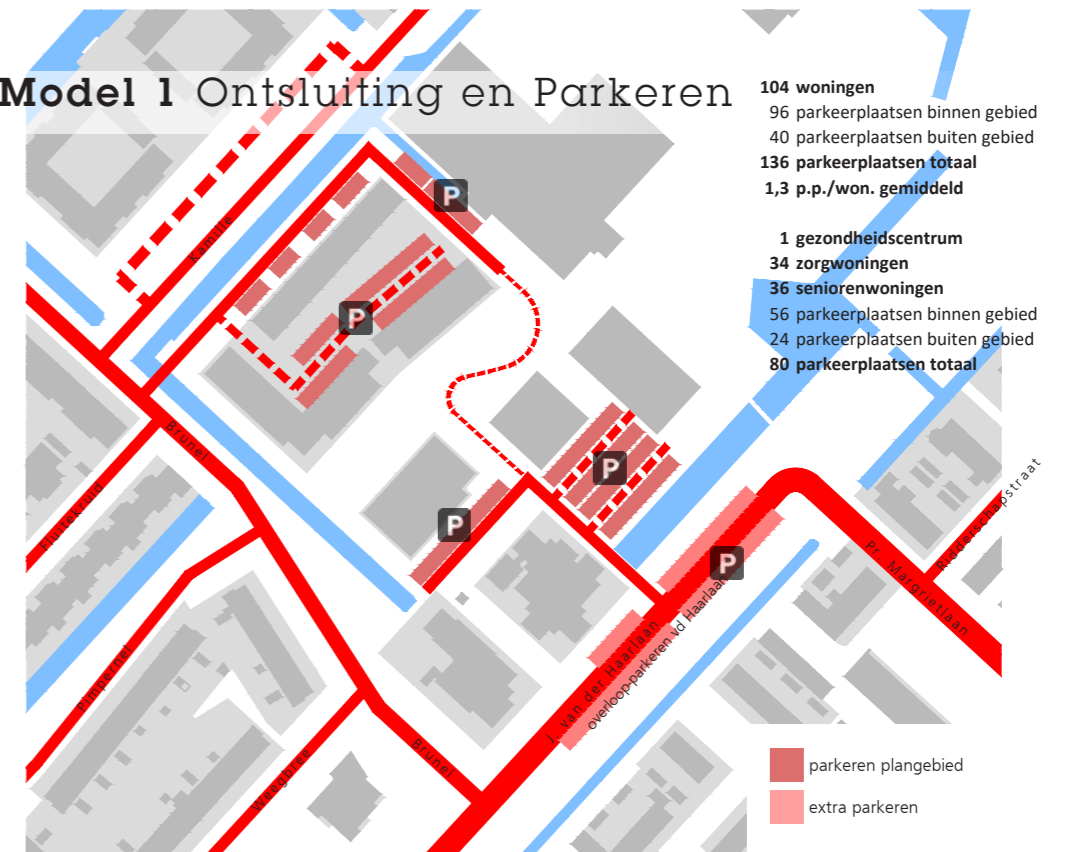 Model 1 Ontsluiting en Parkeren
104 woningen
96 parkeerplaatsen binnen gebied
40 parkeerplaatsen buiten gebied
136 parkeerplaatsen totaal
1,3 p.p./won. gemiddeld
1 gezondheidscentrum
34 zorgwoningen
36 seniorenwoningen
56 parkeerplaatsen binnen gebied
24 parkeerplaatsen buiten gebied
80 parkeerplaatsen totaal
P
Kamille
P
Brunel
P
Fluitekruid
P
Ridderschapstraat
Pr. Margrietlaan
P
J. van der Haarlaan
overloop-parkeren vd Haarlaan
Pimpernel
Weegbree
Brunel
parkeren plangebied
extra parkeren